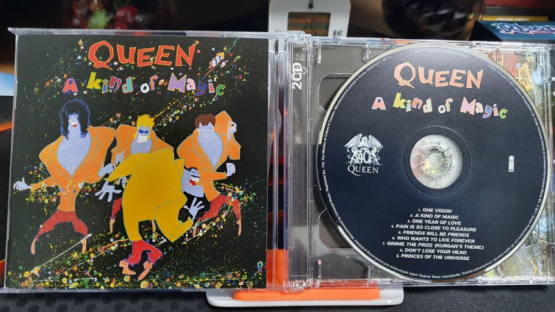 QUEEN
A kind of Magic
2CD
QUEEN
A kind of Magic
QUEEN
1. ONE VISION
2. A KIND OF MAGIC
3. ONE YEAR OF LOVE
4. PAIN IS SO CLOSE TO PLEASURE
5. FRIENDS WILL BE FRIENDS
6. WHO WANTS TO LIVE FOREVER
7. GIMME THE PRIZE (KURGAN'S THEME)
8. DON'T LOSE YOUR HEAD
9. PRINCES OF THE UNIVERSE